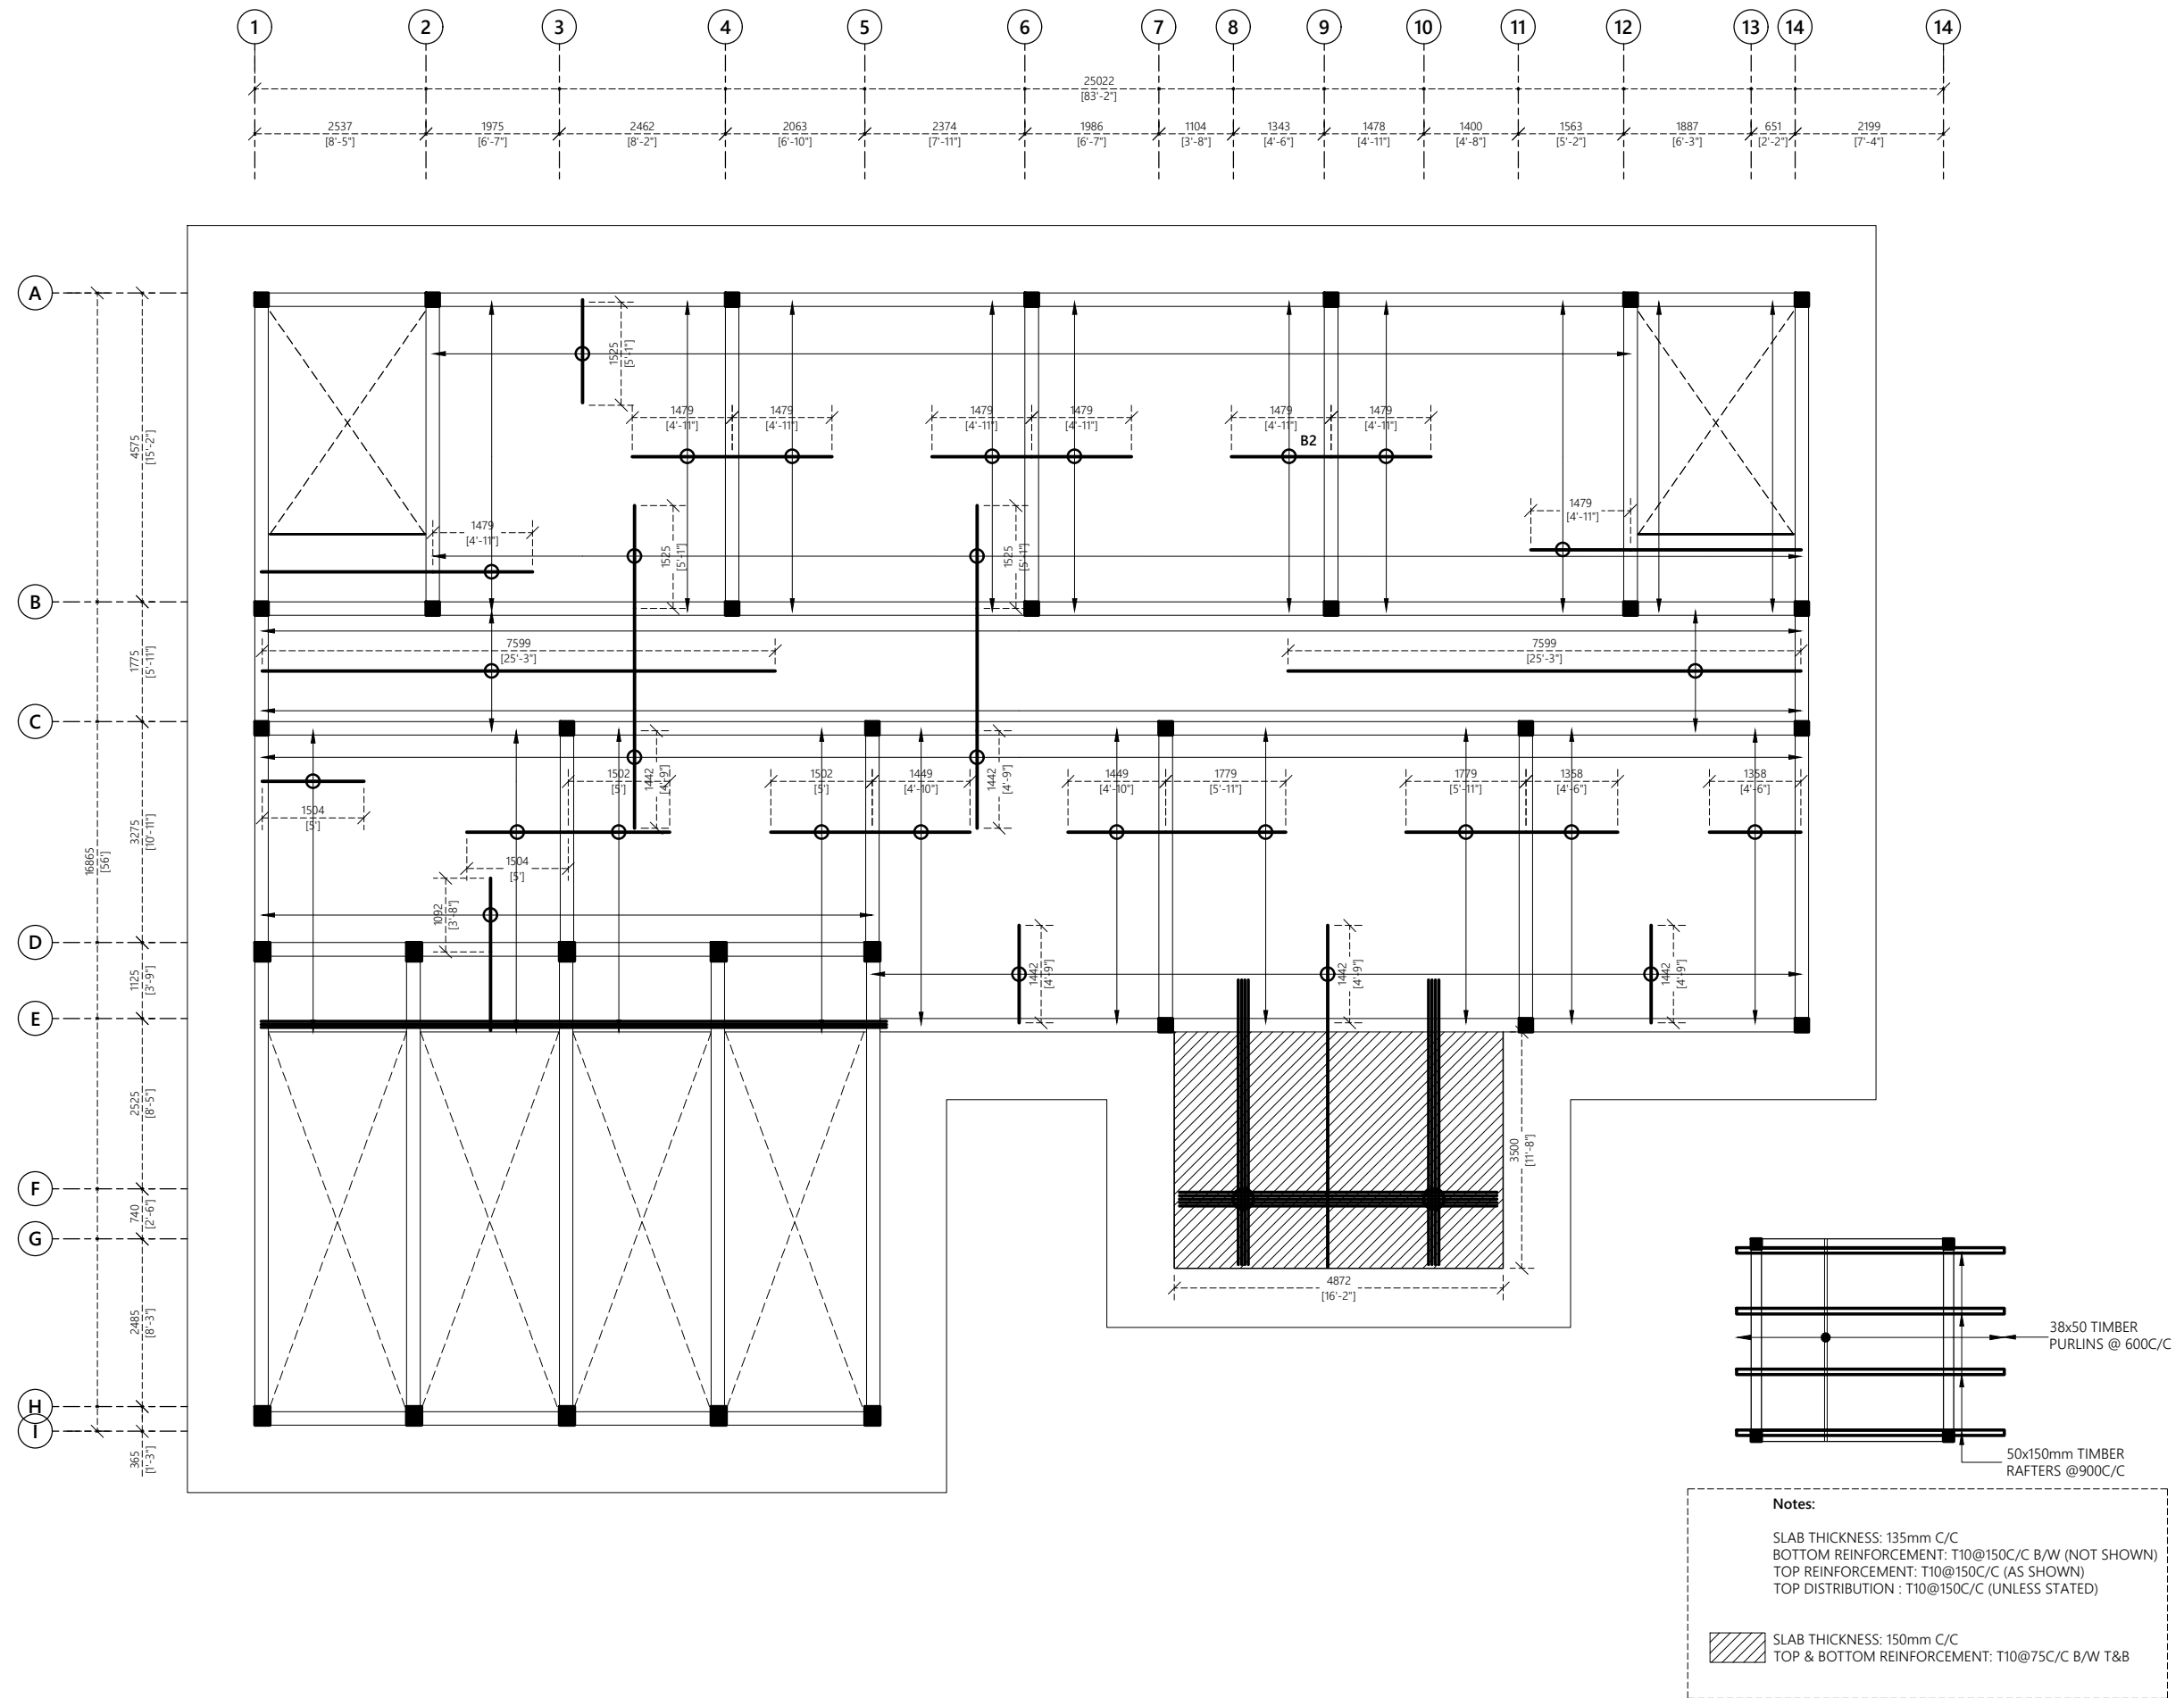 1 2 3 4 5 6 7 8 9 10 11 12 13 14 14
25022
[83'-2"]
2537 1975 2462 2063 2374 1986 1104 1343 1478 1400 1563 1887 651 2199
[8'-5"] [6'-7"] [8'-2"] [6'-10"] [7'-11"] [6'-7"] [3'-8"] [4'-6"] [4'-11"] [4'-8"] [5'-2"] [6'-3"] [2'-2"] [7'-4"]
A
1525
[5'-1"]
1479 1479 1479 1479 1479 1479
[4'-11"] [4'-11"] [4'-11"] [4'-11"] [4'-11"] [4'-11"]
B2
4575
[15'-2"]
1479
[4'-11"]
1479
[4'-11"]
1525
[5'-1"]
1525
[5'-1"]
B
1775
[5'-11"]
7599
[25'-3"]
7599
[25'-3"]
C
1502 1442 1502 1449 1442 1449 1779 1779 1358 1358
[5'] [4'-9"] [5'] [4'-10"] [4'-9"] [4'-10"] [5'-11"] [5'-11"] [4'-6"] [4'-6"]
1504
[5']
3275
[10'-11"]
16865
[56']
1504
[5']
1092
[3'-8"]
D
1125
[3'-9"]
1442
[4'-9"]
1442
[4'-9"]
1442
[4'-9"]
E
2525
[8'-5"]
3500
[11'-8"]
F
740
[2'-6"]
G
4872
[16'-2"]
2485
[8'-3"]
H
I
365
[1'-3"]
38x50 TIMBER
PURLINS @ 600C/C
50x150mm TIMBER
RAFTERS @900C/C
Notes:
SLAB THICKNESS: 135mm C/C
BOTTOM REINFORCEMENT: T10@150C/C B/W (NOT SHOWN)
TOP REINFORCEMENT: T10@150C/C (AS SHOWN)
TOP DISTRIBUTION : T10@150C/C (UNLESS STATED)
SLAB THICKNESS: 150mm C/C
TOP & BOTTOM REINFORCEMENT: T10@75C/C B/W T&B